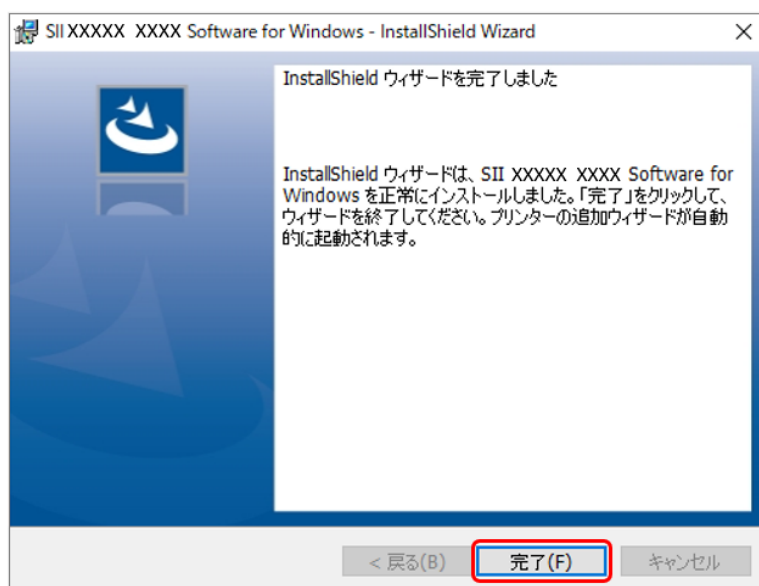 SII XXXXX XXXX Software for Windows - InstallShield Wizard
InstallShield ウィザードを完了しました
InstallShield ウィザードは、SII XXXXX XXXX Software for
Windows を正常にインストールしました。「完了」をクリックして、
ウィザードを終了してください。プリンターの追加ウィザードが自動
的に起動されます。
< 戻る(B) 完了(F) キャンセル